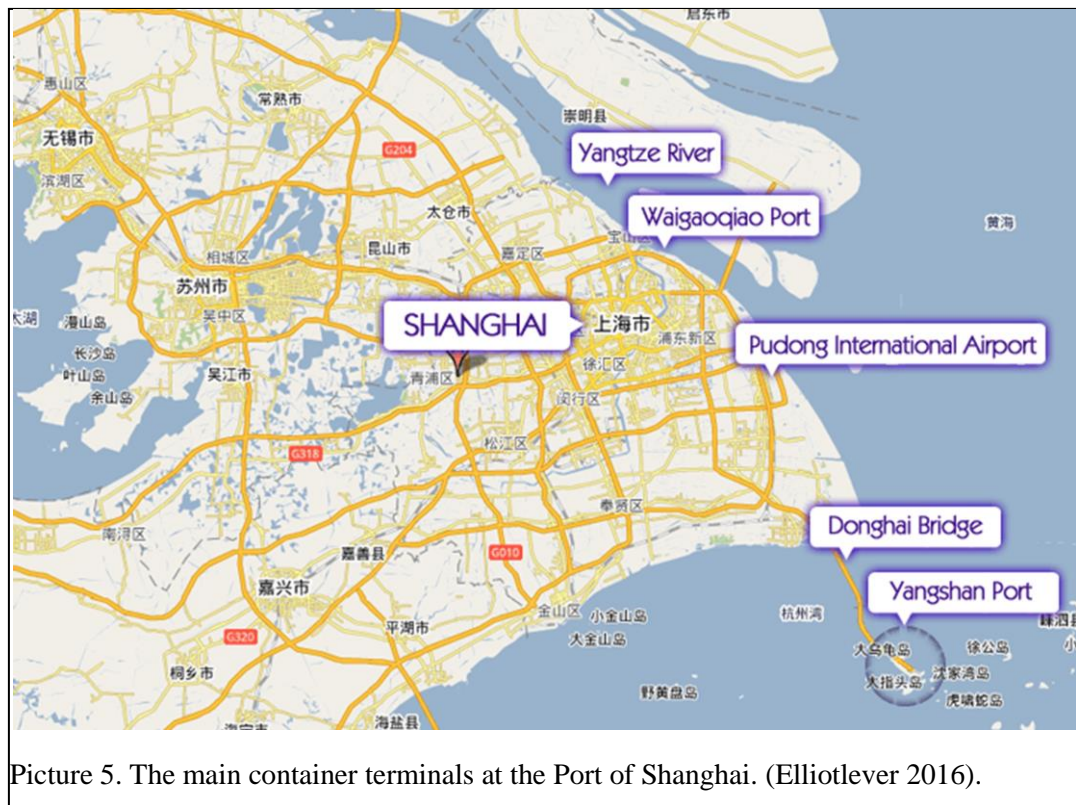 启东市
惠山区
常熟市
崇明县
无锡市
G204
Yangtze River
滨湖区
太仓市
Waigaoqiao Port
黄海
宝山区
相城区
昆山市
嘉定区
苏州市
吴中区
太湖
漫山岛
SHANGHAI
上海市
浦东新区
长沙岛
Pudong International Airport
叶山岛
吴江市
青浦区
徐汇区
余山岛
闵行区
松江区
G318
奉贤区
南浔区
Donghai Bridge
嘉善县
G010
嘉兴市
Yangshan Port
金山区
小金山岛
杭州湾
嵊泗县
平湖市
G320
大金山岛
大乌龟岛
徐公岛
小
桐乡市
大指头岛
沈家湾岛
野黄盘岛
虎啸蛇岛
海宁市
海盐县
Picture 5. The main container terminals at the Port of Shanghai. (Elliotlever 2016).